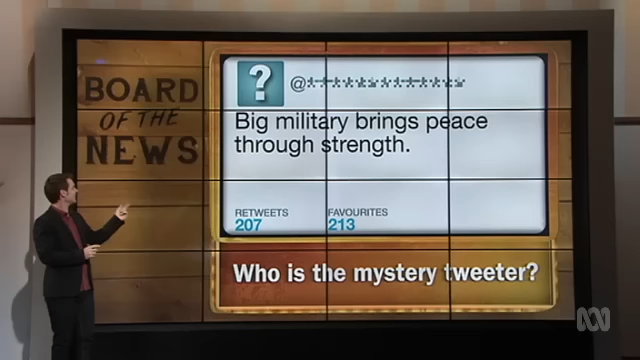 BOARD
OF THE
NEWS
?
@
Big military brings peace
through strength.
RETWEETS
207
FAVOURITES
213
Who is the mystery tweeter?